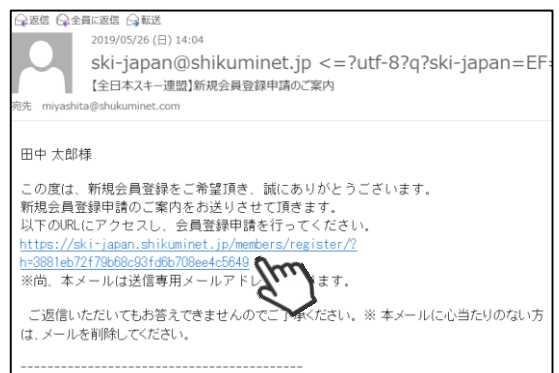 返信 全員に返信 転送
2019/05/26 (日) 14:04
ski-japan@shikuminet.jp <=?utf-8?q?ski-japan=EF=
【全日本スキー連盟】新規会員登録申請のご案内
宛先 miyashita@shukuminet.com
田中 太郎様
この度は、新規会員登録をご希望頂き、誠にありがとうございます。
新規会員登録申請のご案内をお送りさせて頂きます。
以下のURLにアクセスし、会員登録申請を行ってください。
https://ski-japan.shikuminet.jp/members/register/?
h=3881eb72f79b68c93fd6b708ee4c5649
※尚、本メールは送信専用メールアドレ ます。
ご返信いただいてもお答えできませんのでご了承ください。※ 本メールに心当たりのない方
は、メールを削除してください。
------------------------------------------